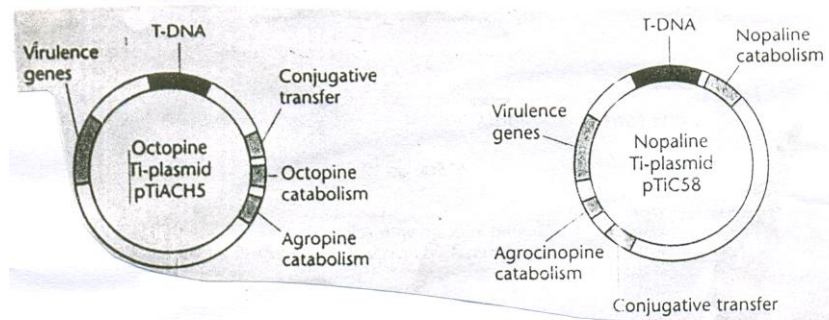 T-DNA
Virulence
genes
Conjugative
transfer
Octopine
Ti-plasmid
pTiACH5
Octopine
catabolism
Agropine
catabolism
T-DNA
Nopaline
catabolism
Virulence
genes
Nopaline
Ti-plasmid
pTiC58
Agrocinopine
catabolism
Conjugative transfer